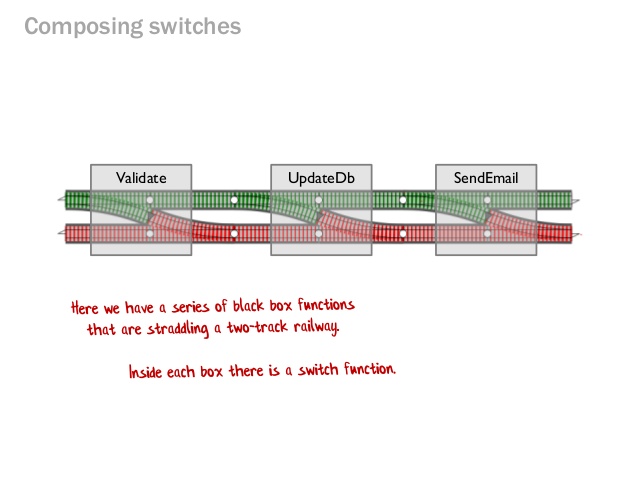 Composing switches
Validate
UpdateDb
SendEmail
Here we have a series of black box functions
that are straddling a two-track railway.
Inside each box there is a switch function.